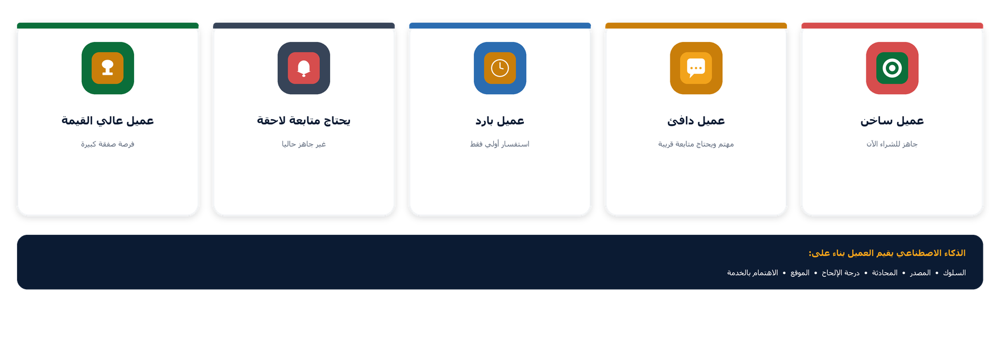 عميل ساخن
جاهز للشراء الآن
عميل دافئ
مهتم ويحتاج متابعة قريبة
عميل بارد
استفسار أولي فقط
يحتاج متابعة لاحقة
غير جاهز حاليا
عميل عالي القيمة
فرصة صفقة كبيرة
الذكاء الاصطناعي يقيم العميل بناء على:
السلوك • المصدر • المحادثة • درجة الإلحاح • الموقع • الاهتمام بالخدمة